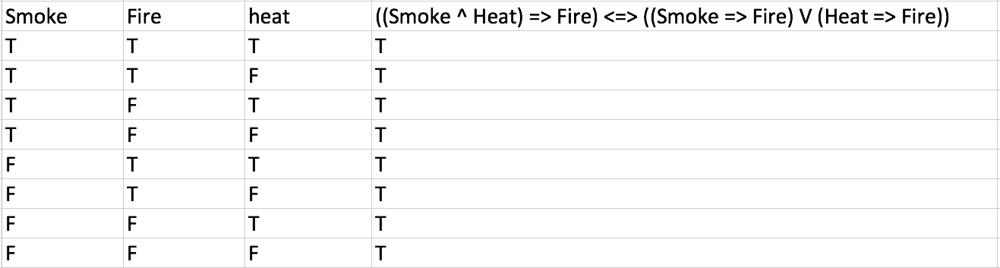 Smoke Fire heat ((Smoke ^ Heat) => Fire) <=> ((Smoke => Fire) V (Heat => Fire))
T T T T
T T F T
T F T T
T F F T
F T T T
F T F T
F F T T
F F F T